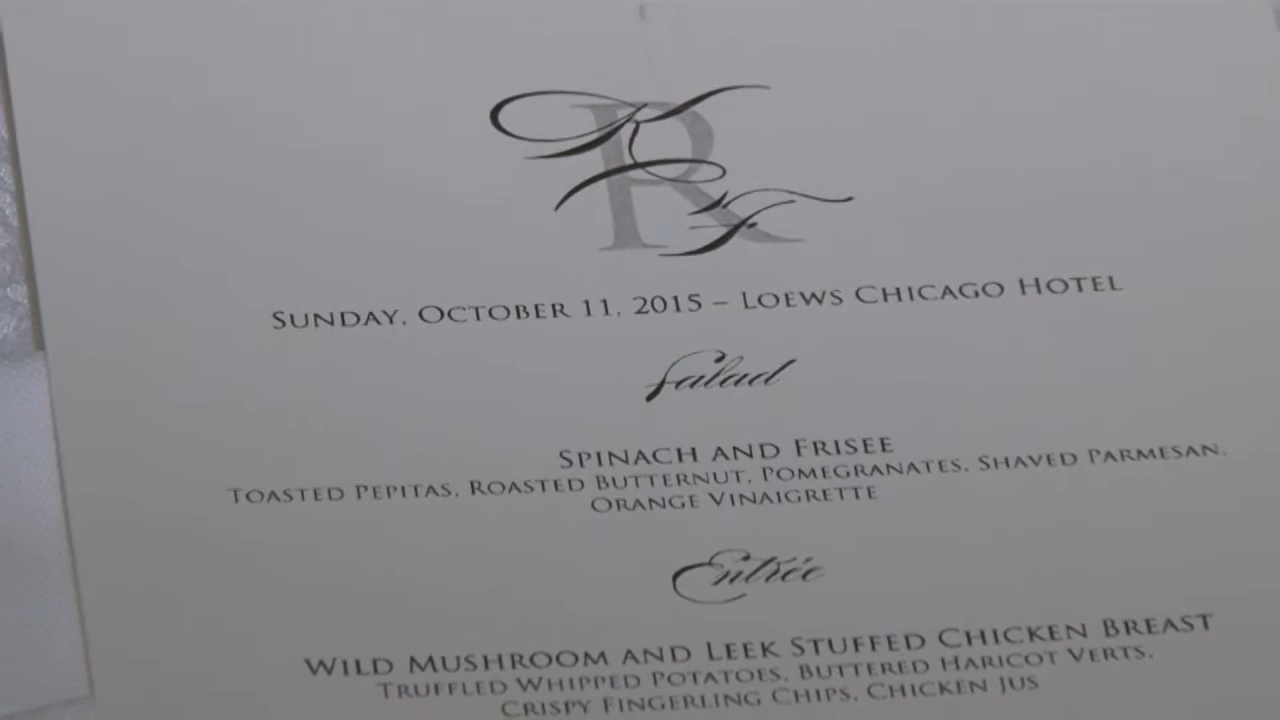 R
R F
SUNDAY, OCTOBER 11, 2015 – LOEWS CHICAGO HOTEL
Salad
SPINACH AND FRISEE
TOASTED PEPITAS, ROASTED BUTTERNUT, POMEGRANATES, SHAVED PARMESAN,
ORANGE VINAIGRETTE
Entrée
WILD MUSHROOM AND LEEK STUFFED CHICKEN BREAST
TRUFFLED WHIPPED POTATOES, BUTTERED HARICOT VERTS,
CRISPY FINGERLING CHIPS, CHICKEN JUS